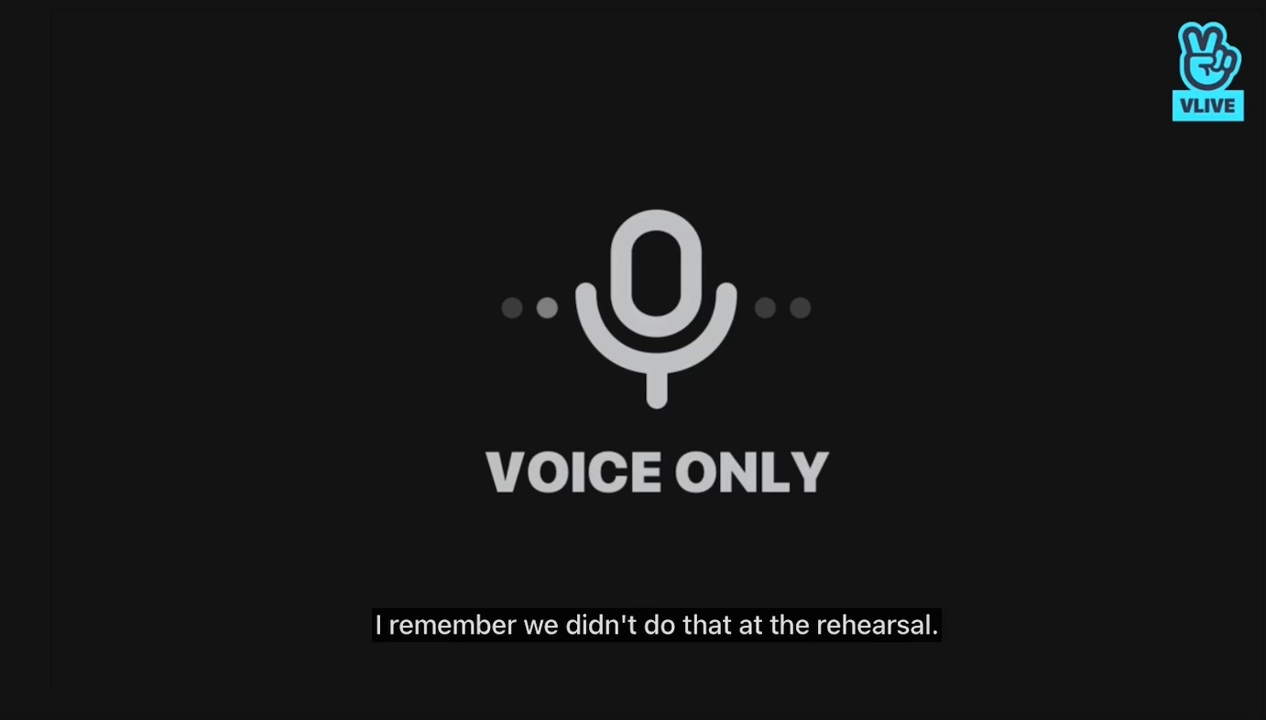 VLIVE
VOICE ONLY
I remember we didn't do that at the rehearsal.